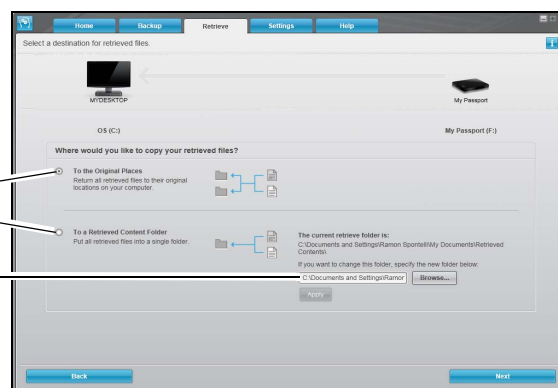 Home Backup Retrieve Settings Help
Select a destination for retrieved files.
i
MYDESKTOP My Passport
OS (C:) My Passport (F:)
Where would you like to copy your retrieved files?
To the Original Places
Return all retrieved files to their original
locations on your computer.
To a Retrieved Content Folder
Put all retrieved files into a single folder.
The current retrieve folder is:
C:\Documents and Settings\Ramon Spontelli\My Documents\Retrieved
Contents\
If you want to change this folder, specify the new folder below:
C:\Documents and Settings\Ramor Browse...
Apply
Back Next